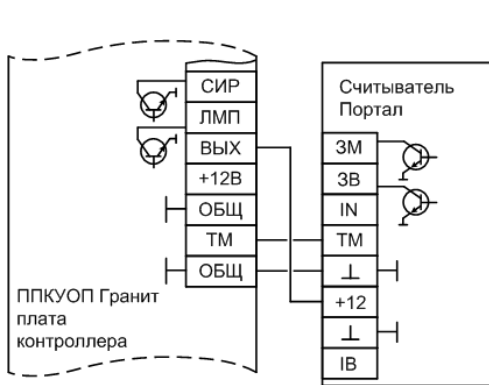 СИР
ЛМП
ВЫХ
+12В
ОБЩ
ТМ
ОБЩ
ППКУОП Гранит
плата
контроллера
Считыватель
Портал
ЗМ
ЗВ
IN
ТМ
⊥
+12
⊥
IB